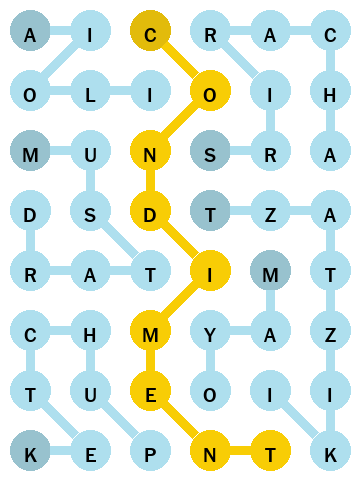 A I C R A C
O L I O I H
M U N S R A
D S D T Z A
R A T I M T
C H M Y A Z
T U E O I I
K E P N T K